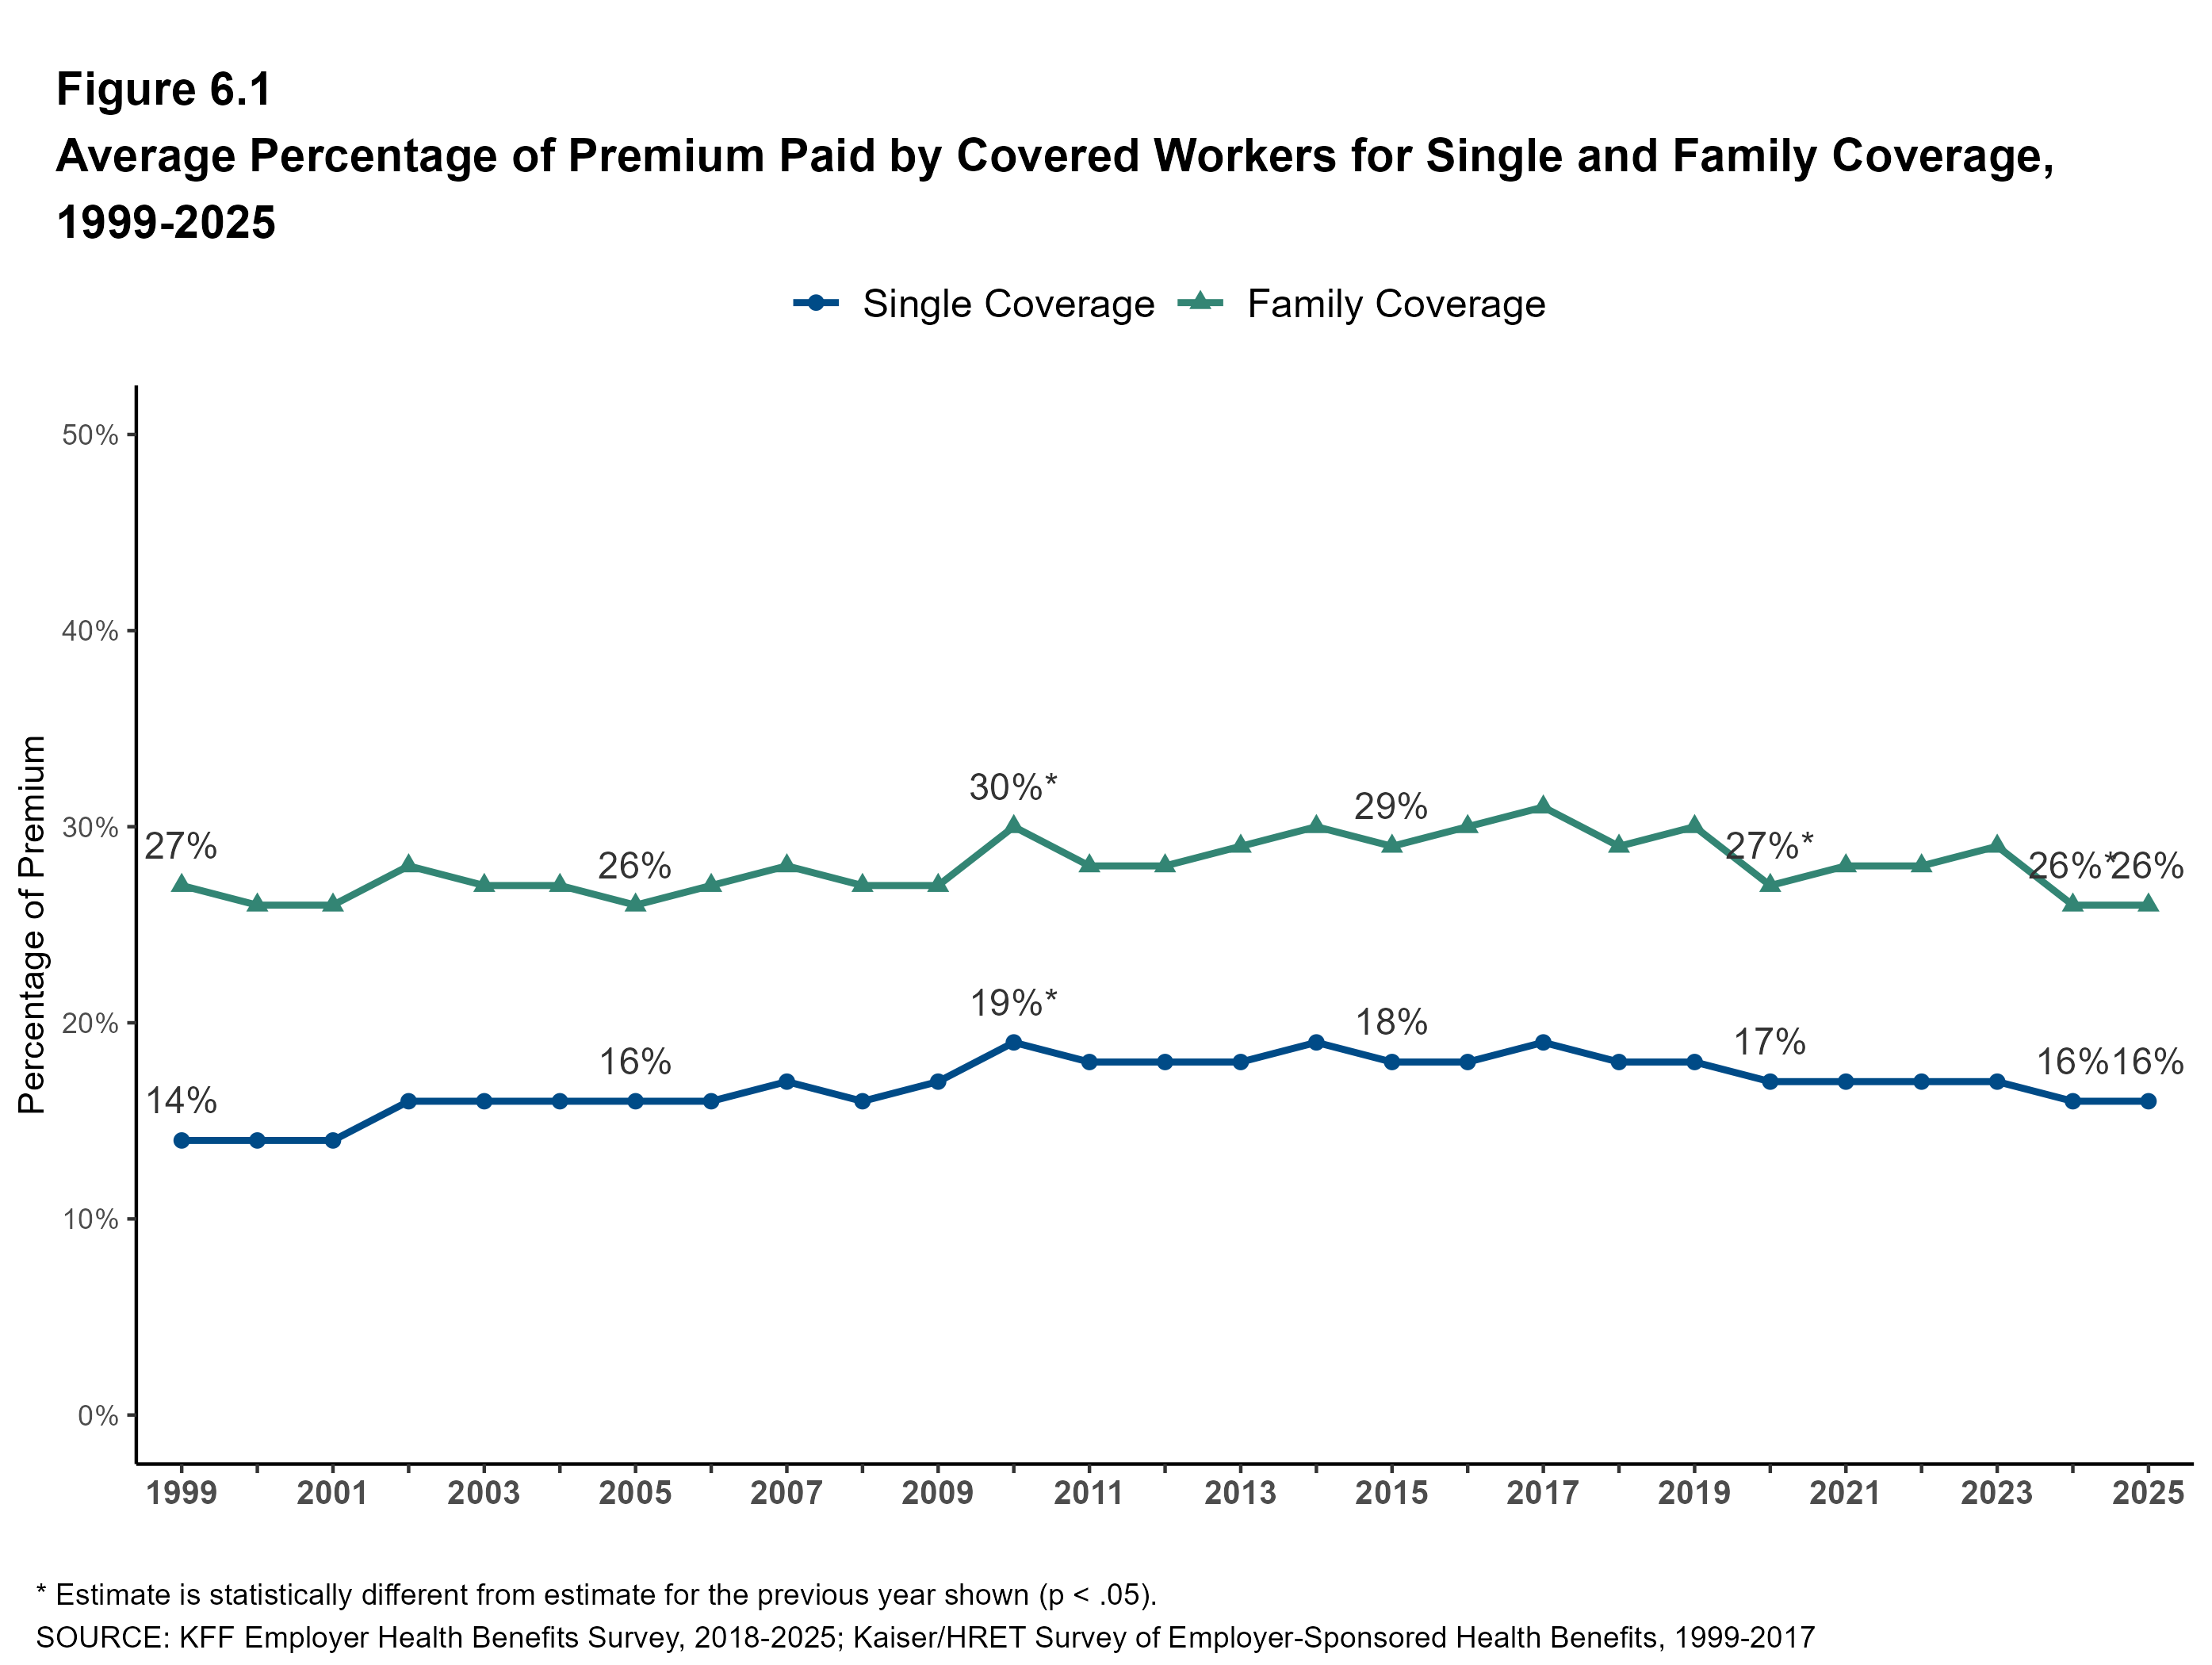 Figure 6.1
Average Percentage of Premium Paid by Covered Workers for Single and Family Coverage,
1999-2025
Single Coverage Family Coverage
Percentage of Premium
50%
40%
30%
20%
10%
0%
27% 26% 30%* 29% 27%* 26%* 26%
14% 16% 19%* 18% 17% 16% 16%
1999 2001 2003 2005 2007 2009 2011 2013 2015 2017 2019 2021 2023 2025
* Estimate is statistically different from estimate for the previous year shown (p < .05).
SOURCE: KFF Employer Health Benefits Survey, 2018-2025; Kaiser/HRET Survey of Employer-Sponsored Health Benefits, 1999-2017